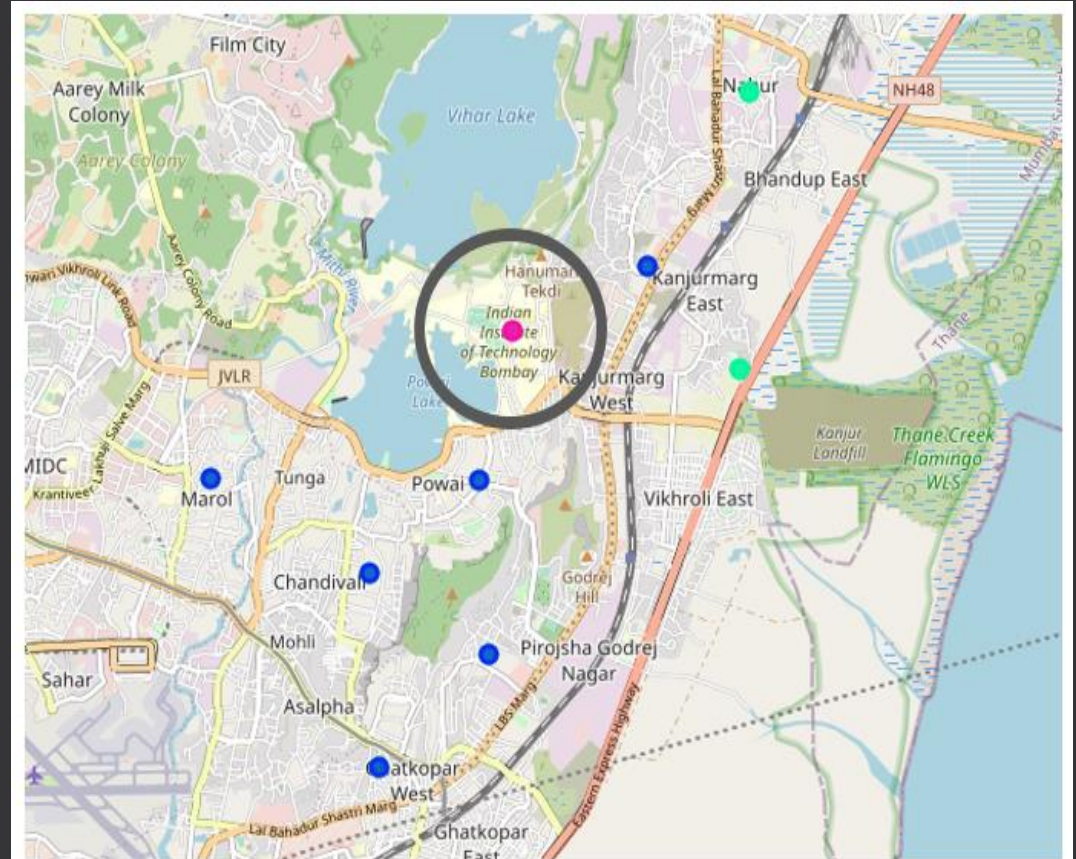 Film City
Aarey Milk
Colony
Vihar Lake
NH48
Aarey Colony
Lal Bahadur Shastri Marg
Bhandup East
Mithi River
Aarey Colony Road
Hanuman
Tekdi
Kanjurmarg
East
Indian
Institute
of Technology
Bombay
Vikhroli Link Road
JVLR
Powai
Lake
Kanjurmarg
West
Thane
Kanjur
Landfill
Thane Creek
Flamingo
WLS
MIDC
Marol
Tunga
Powai
Vikhroli East
Chandivali
Godrej
Hill
Mohli
Pirojsha Godrej
Nagar
Sahar
Asalpha
LBS Marg
Eastern Express Highway
West
Lal Bahadur Shastri Marg
Ghatkopar
East